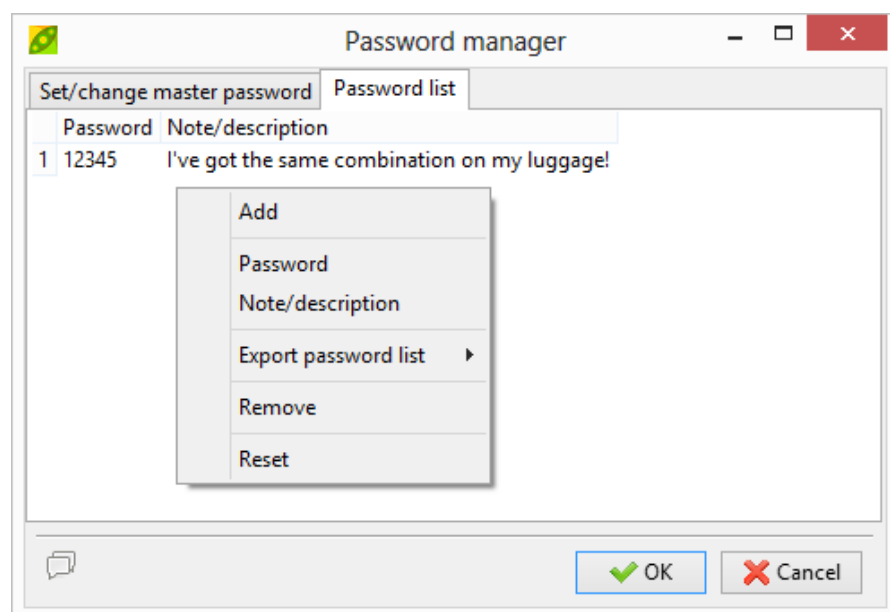 Password manager
Set/change master password Password list
Password Note/description
1 12345 I've got the same combination on my luggage!
Add
Password
Note/description
Export password list
Remove
Reset
OK Cancel